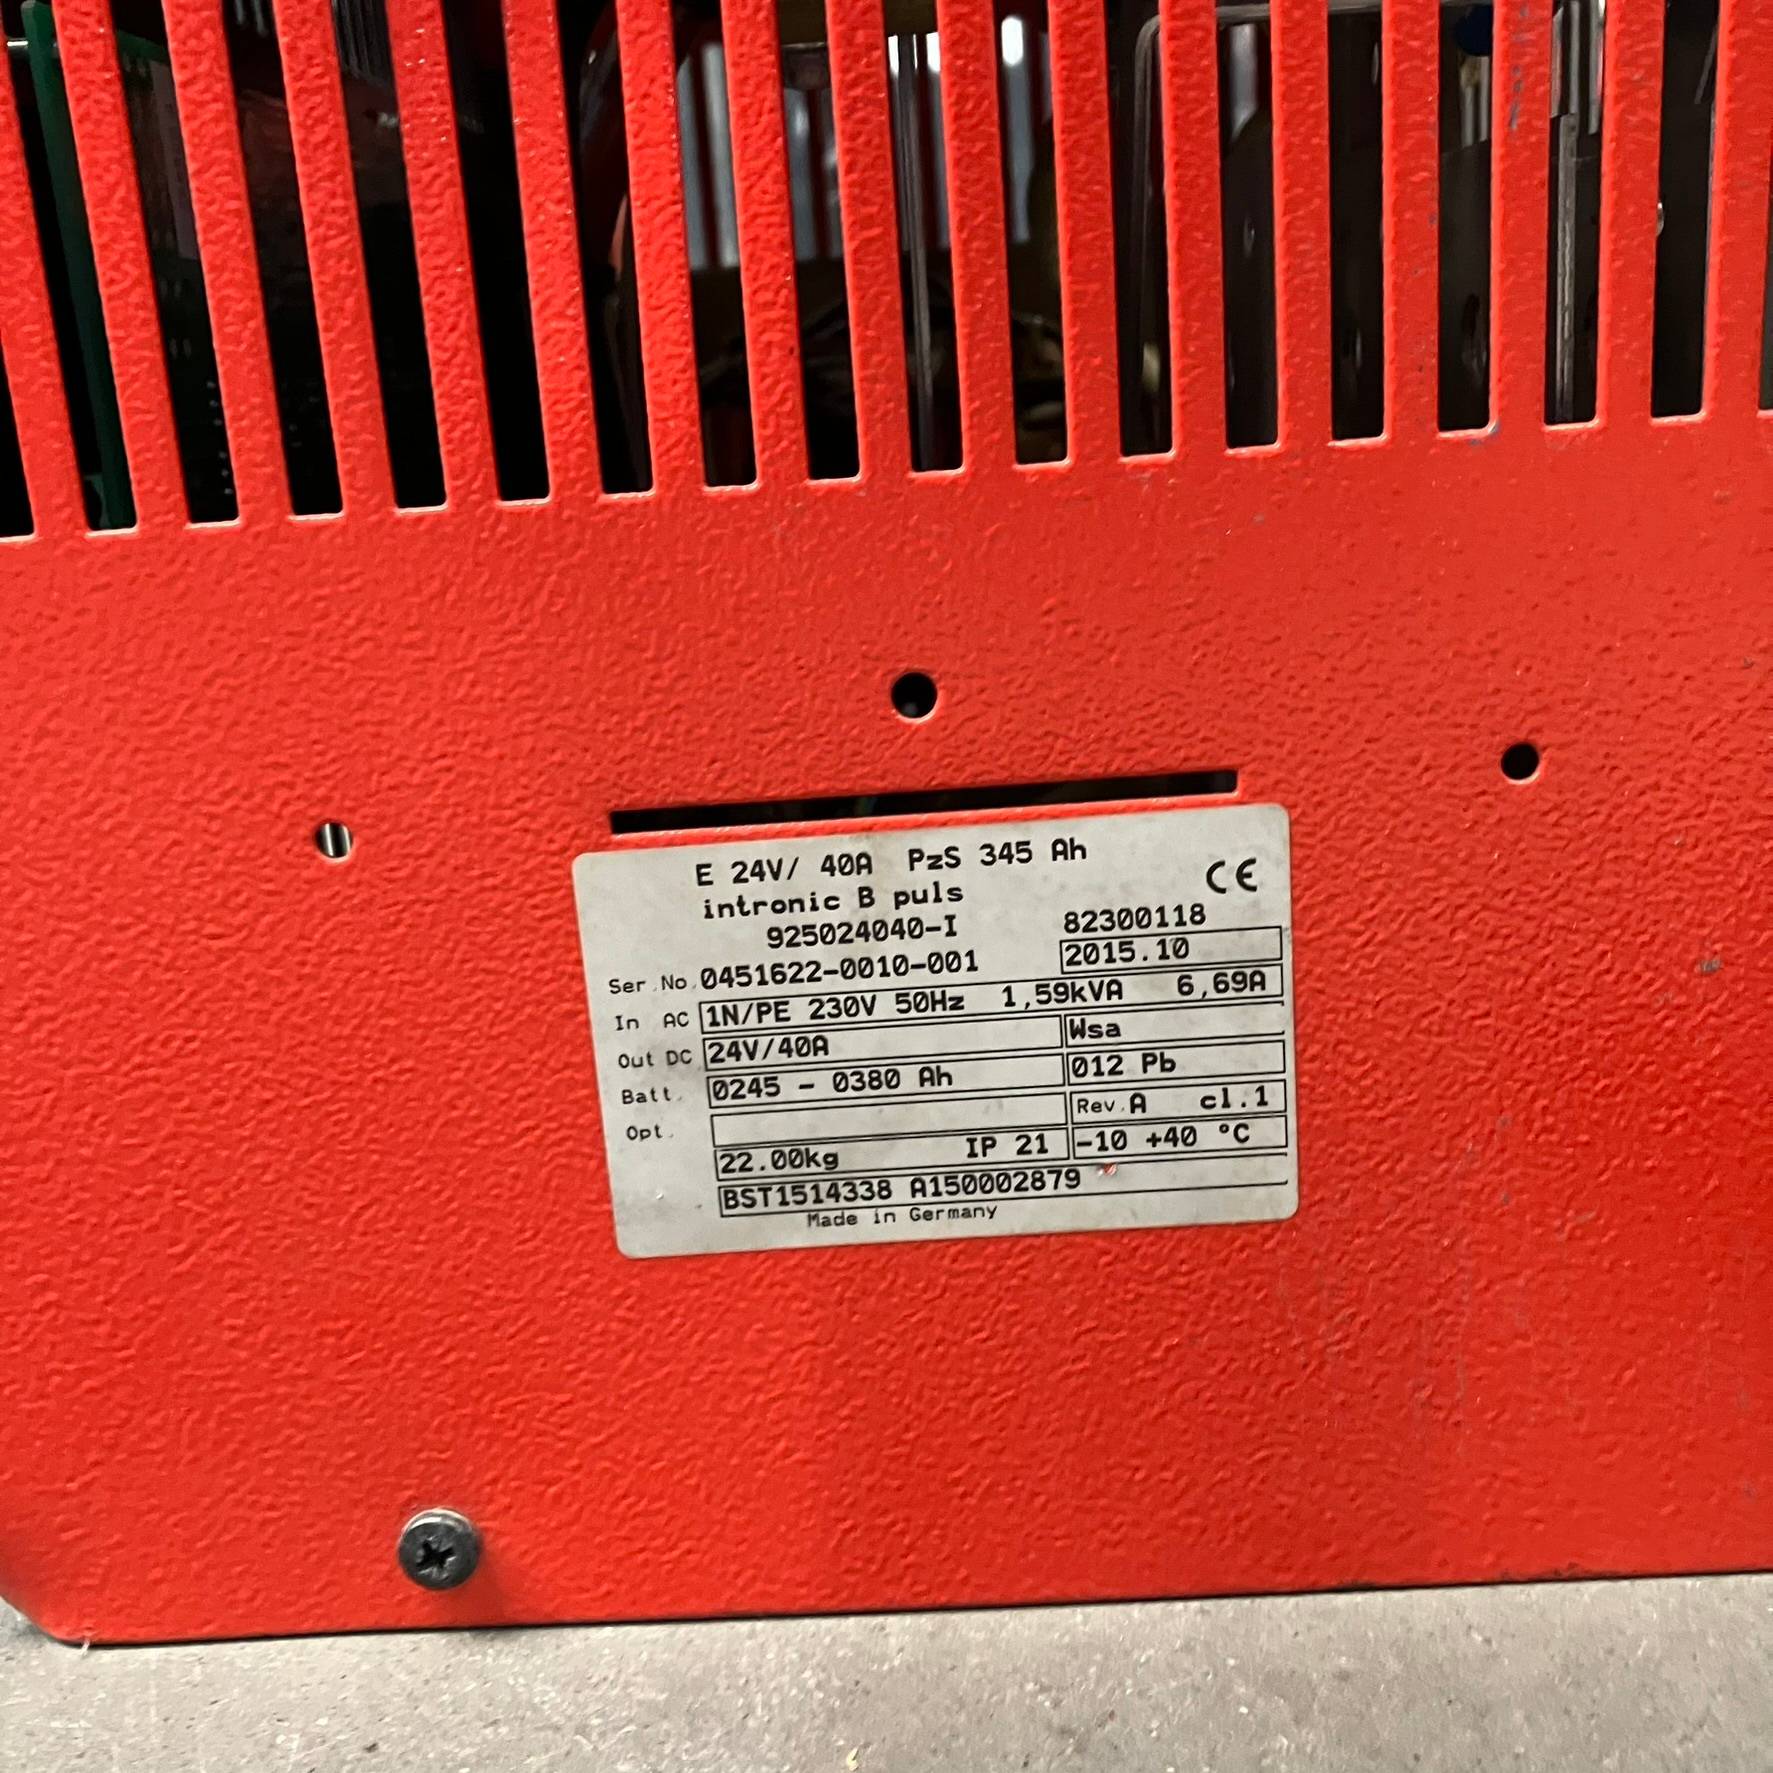 E 24V/ 40A PzS 345 Ah
CE
intronic B puls
925024040-I 82300118
Ser.No. 0451622-0010-001 2015.10
In AC 1N/PE 230V 50Hz 1,59kVA 6,69A
Out DC 24V/40A Wsa
Batt. 0245 - 0380 Ah 012 Pb
Opt. Rev.A cl.1
22.00kg IP 21 -10 +40 °C
BST1514338 A150002879
Made in Germany